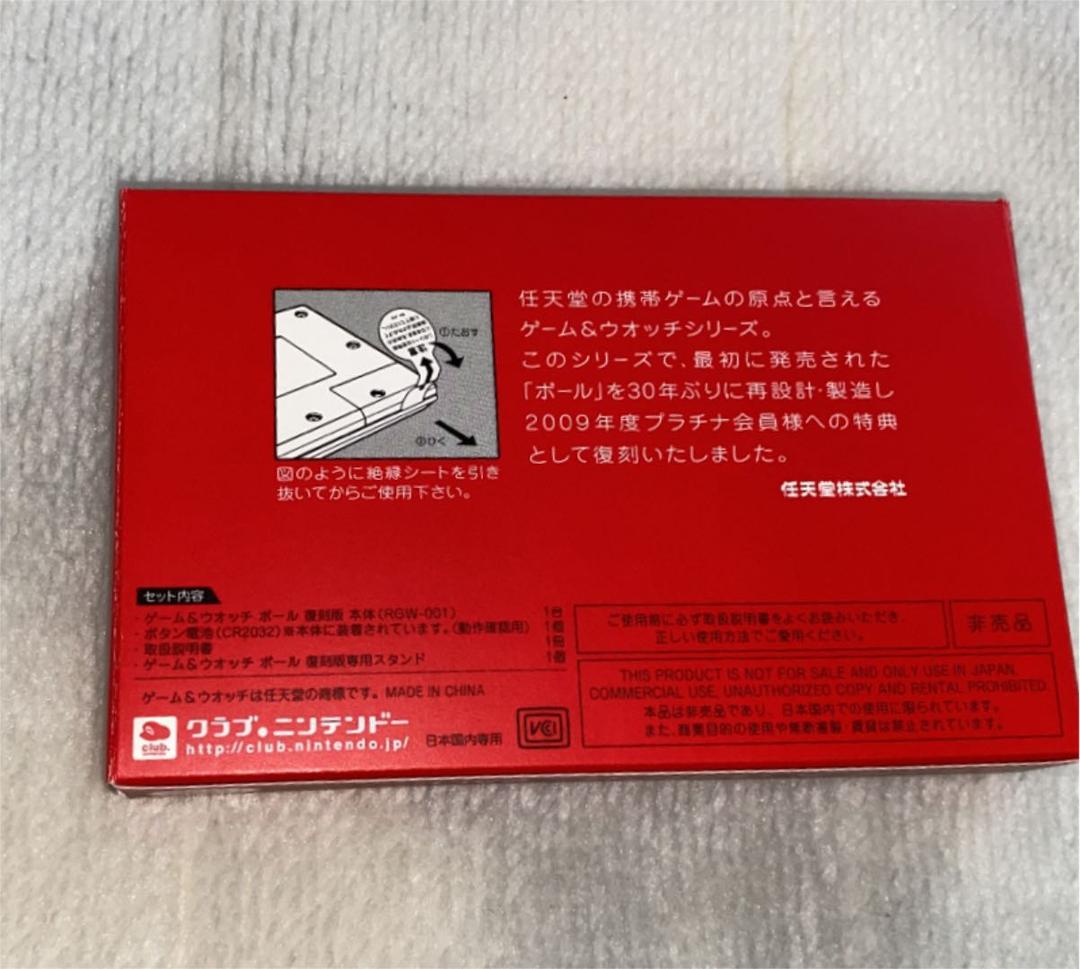 任天堂の携帯ゲームの原点と言える
ゲーム&ウオッチシリーズ。
このシリーズで、最初に発売された
「ボール」を30年ぶりに再設計・製造し
2009年度プラチナ会員様への特典
として復刻いたしました。
任天堂株式会社
①たおす
②ひく
注意
図のように絶縁シートを引き
抜いてからご使用下さい。
セット内容
・ゲーム&ウオッチ ボール 復刻版 本体(RGW-001) 1台
・ボタン電池(CR2032)※本体に装着されています。(動作確認用) 1個
・取扱説明書 1冊
・ゲーム&ウオッチ ボール 復刻版専用スタンド 1個
ゲーム&ウオッチは任天堂の商標です。 MADE IN CHINA
club.
クラブ・ニンテンドー
http://club.nintendo.jp/
日本国内専用
VCI
ご使用前に必ず取扱説明書をよくお読みいただき、
正しい使用方法でご愛用ください。
非売品
THIS PRODUCT IS NOT FOR SALE AND ONLY USE IN JAPAN.
COMMERCIAL USE, UNAUTHORIZED COPY AND RENTAL PROHIBITED.
本品は非売品であり、日本国内での使用に限られています。
また、商業目的の使用や無断複製・賃貸は禁止されています。